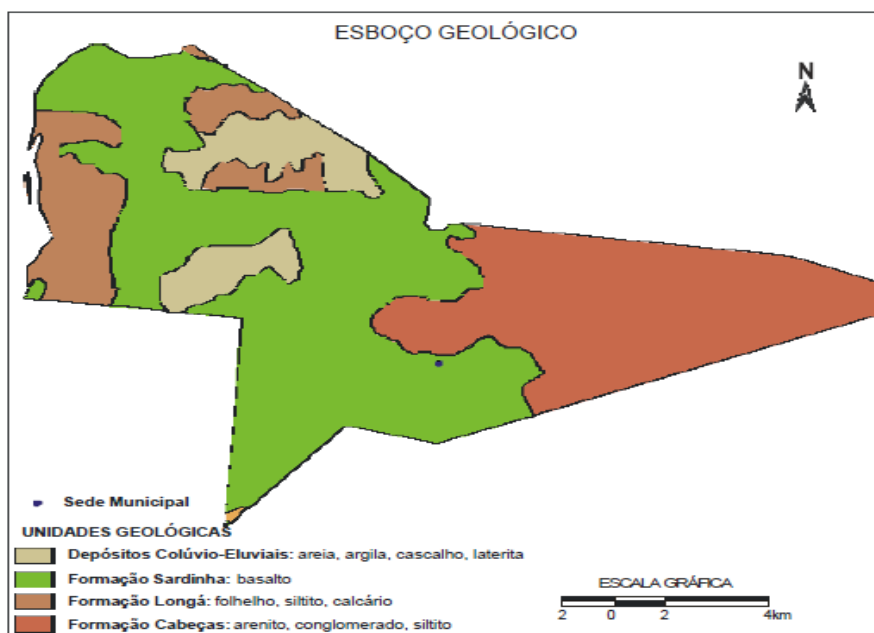 ESBOÇO GEOLÓGICO
N
Sede Municipal
UNIDADES GEOLÓGICAS
Depósitos Colúvio-Eluviais: areia, argila, cascalho, laterita
Formação Sardinha: basalto
Formação Longá: folhelho, siltito, calcário
Formação Cabeças: arenito, conglomerado, siltito
ESCALA GRÁFICA
2 0 2 4km